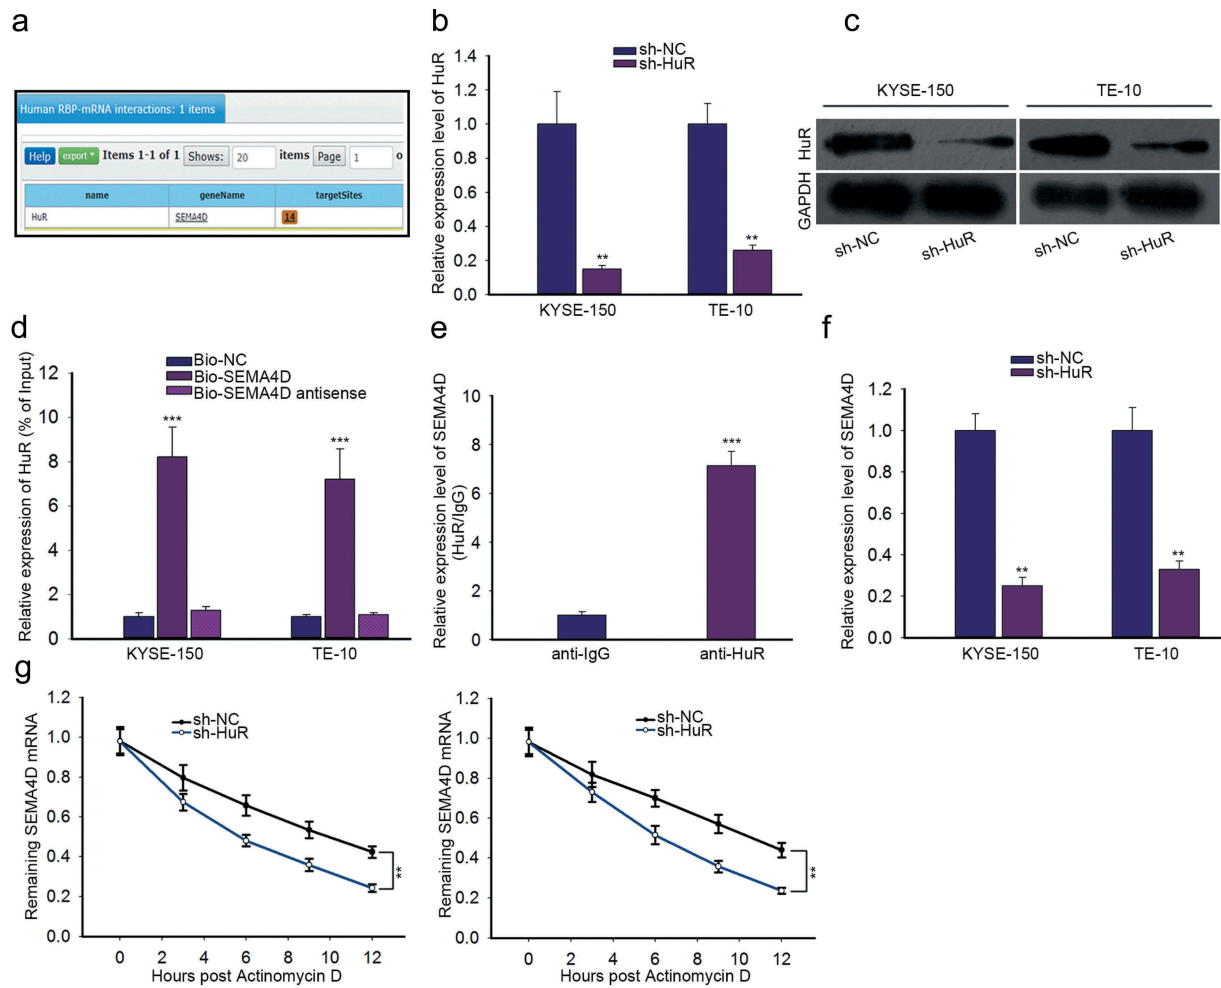 a
Human RBP-mRNA interactions: 1 items
Help export Items 1-1 of 1 Shows: 20 items Page 1 o
name geneName targetSites
HuR SEMA4D 14
b
sh-NC
sh-HuR
Relative expression level of HuR
1.4
1.2
1.0
0.8
0.6
0.4
0.2
0.0
** **
KYSE-150 TE-10
c
KYSE-150 TE-10
HuR
GAPDH
sh-NC sh-HuR sh-NC sh-HuR
d
Bio-NC
Bio-SEMA4D
Bio-SEMA4D antisense
Relative expression of HuR (% of Input)
12
10
8
6
4
2
0
*** ***
KYSE-150 TE-10
e
Relative expression level of SEMA4D
(HuR/IgG)
10
8
6
4
2
0
***
anti-IgG anti-HuR
f
sh-NC
sh-HuR
Relative expression level of SEMA4D
1.2
1.0
0.8
0.6
0.4
0.2
0.0
** **
KYSE-150 TE-10
g
sh-NC
sh-HuR
Remaining SEMA4D mRNA
1.2
1.0
0.8
0.6
0.4
0.2
0.0
**
0 2 4 6 8 10 12
Hours post Actinomycin D
sh-NC
sh-HuR
Remaining SEMA4D mRNA
1.2
1.0
0.8
0.6
0.4
0.2
0.0
**
0 2 4 6 8 10 12
Hours post Actinomycin D